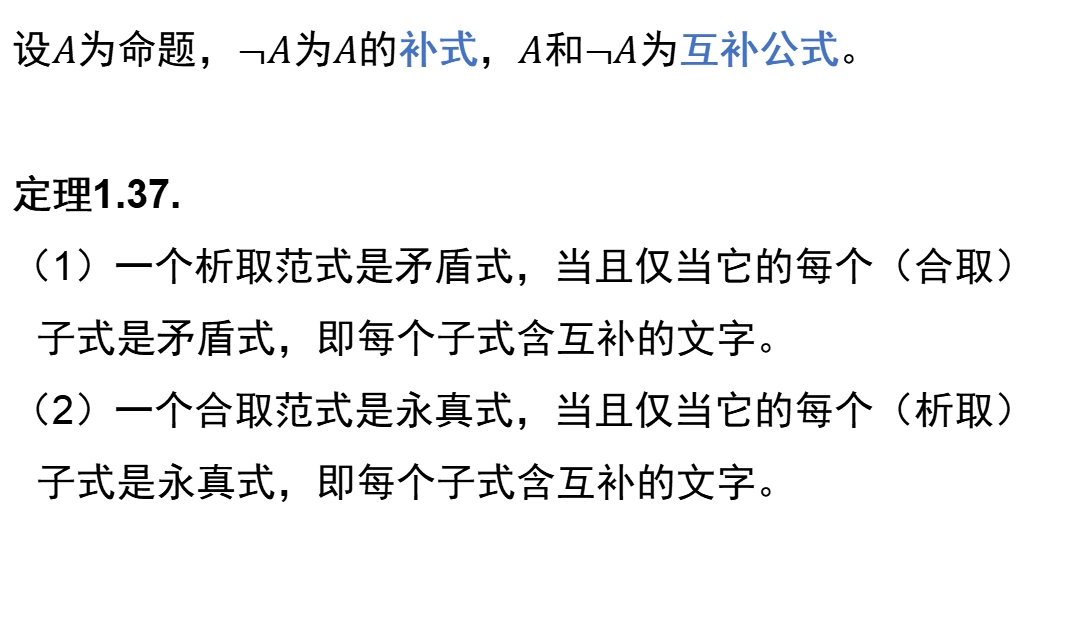 设A为命题，¬A为A的补式，A和¬A为互补公式。
定理1.37.
（1）一个析取范式是矛盾式，当且仅当它的每个（合取）
子式是矛盾式，即每个子式含互补的文字。
（2）一个合取范式是永真式，当且仅当它的每个（析取）
子式是永真式，即每个子式含互补的文字。